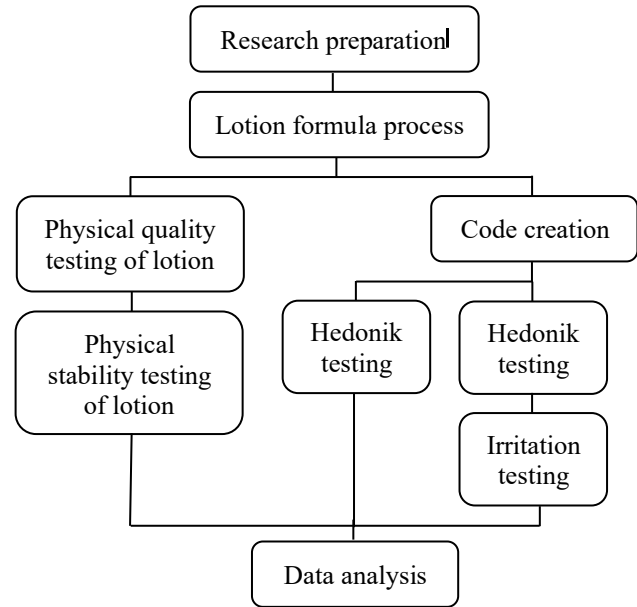 Research preparation
Lotion formula process
Physical quality
testing of lotion
Code creation
Physical
stability testing
of lotion
Hedonik
testing
Hedonik
testing
Irritation
testing
Data analysis